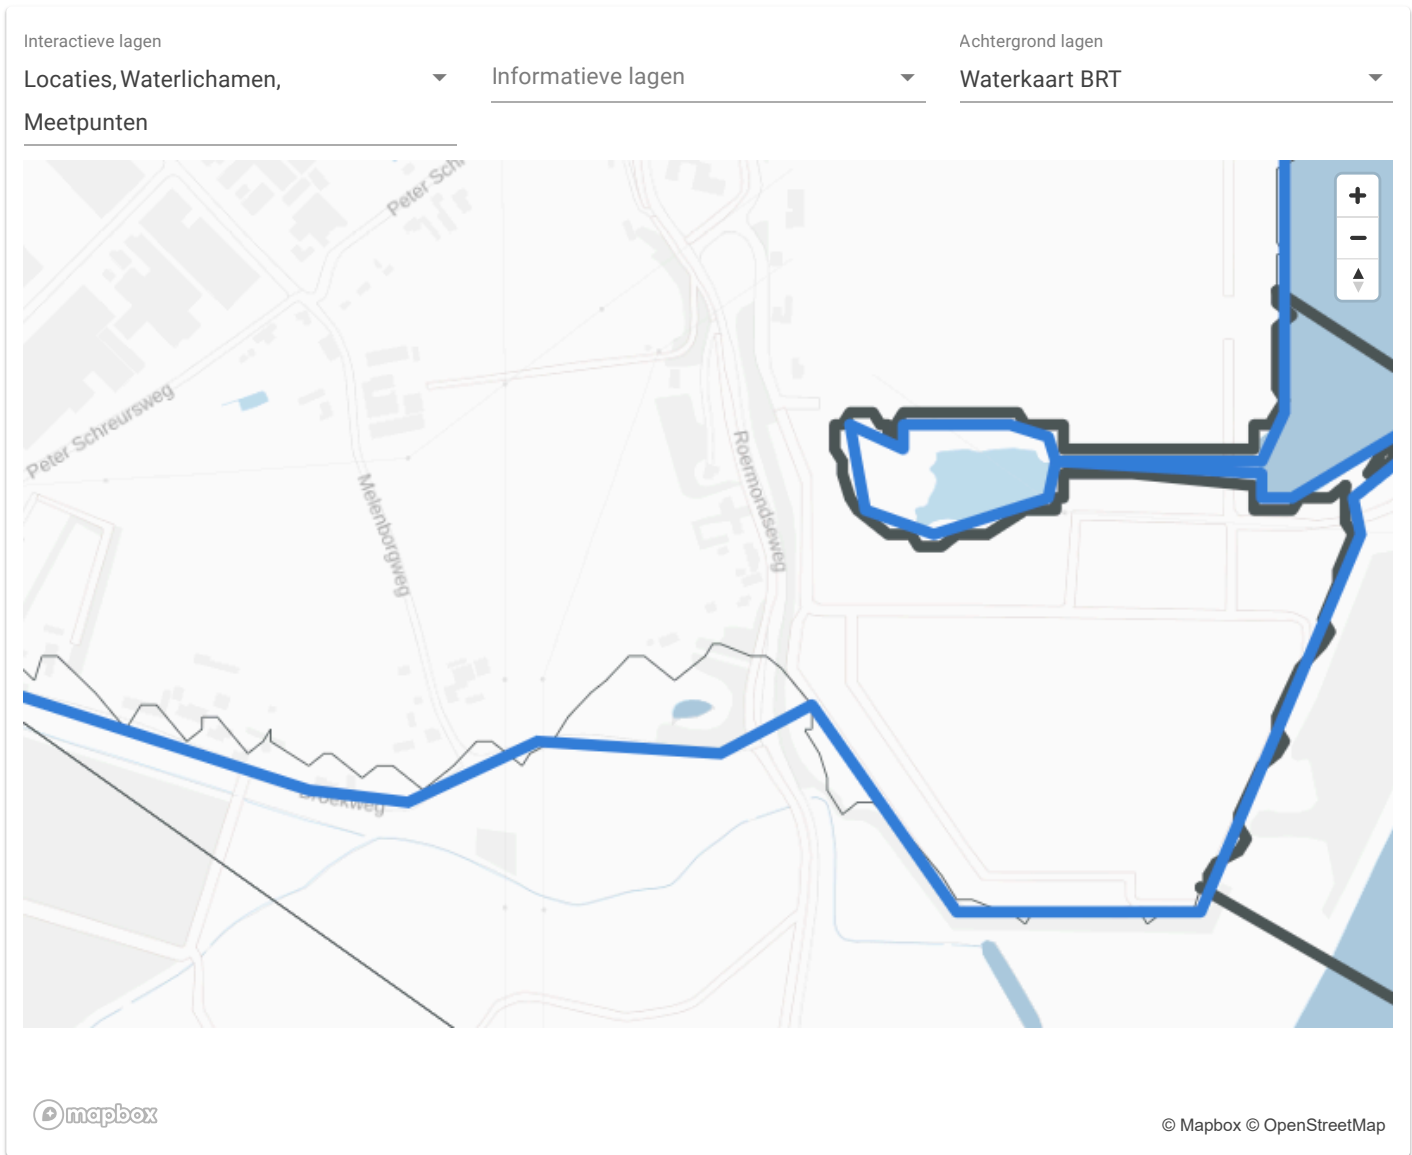 Interactieve lagen
Locaties, Waterlichamen,
Meetpunten
Informatieve lagen
Achtergrond lagen
Waterkaart BRT
Peter Schreursweg
Melenborgweg
Roermondseweg
mapbox
© Mapbox © OpenStreetMap